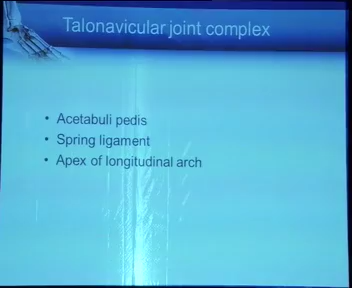 Talonavicular joint complex
• Acetabuli pedis
• Spring ligament
• Apex of longitudinal arch